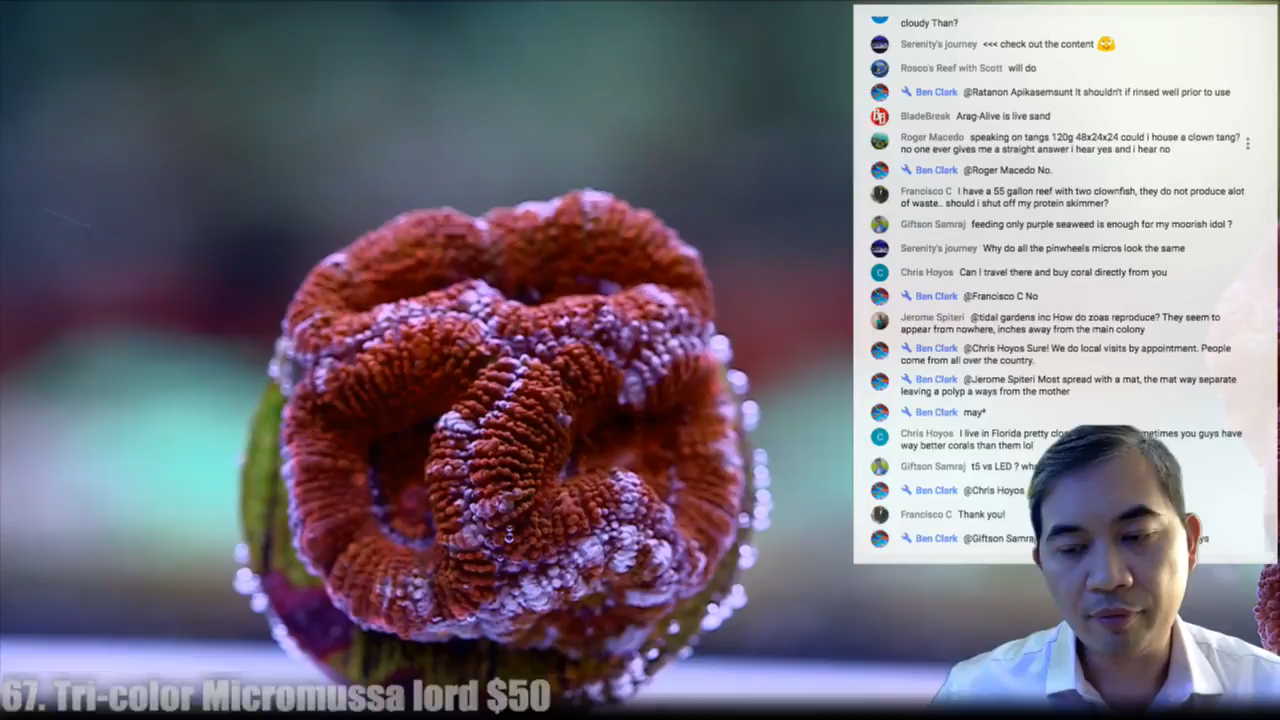 cloudy Than?
Serenity's journey <<< check out the content
Rosco's Reef with Scott will do
Ben Clark @Ratanon Apikasemsunt It shouldn't if rinsed well prior to use
BladeBreak Arag-Alive is live sand
Roger Macedo speaking on tangs 120g 48x24x24 could i house a clown tang?
no one ever gives me a straight answer i hear yes and i hear no
Ben Clark @Roger Macedo No.
Francisco C I have a 55 gallon reef with two clownfish, they do not produce alot
of waste.. should i shut off my protein skimmer?
Giftson Samraj feeding only purple seaweed is enough for my moorish idol ?
Serenity's journey Why do all the pinwheels micros look the same
C Chris Hoyos Can I travel there and buy coral directly from you
Ben Clark @Francisco C No
Jerome Spiteri @tidal gardens inc How do zoas reproduce? They seem to
appear from nowhere, inches away from the main colony
Ben Clark @Chris Hoyos Sure! We do local visits by appointment. People
come from all over the country.
Ben Clark @Jerome Spiteri Most spread with a mat, the mat way separate
leaving a polyp a ways from the mother
Ben Clark may*
C Chris Hoyos I live in Florida pretty you guys have
way better corals than them lol
Giftson Samraj t5 vs LED ?
Ben Clark @Chris Hoyos
Francisco C Thank you!
Ben Clark @Giftson
67. Tri-color Micromussa lord $50